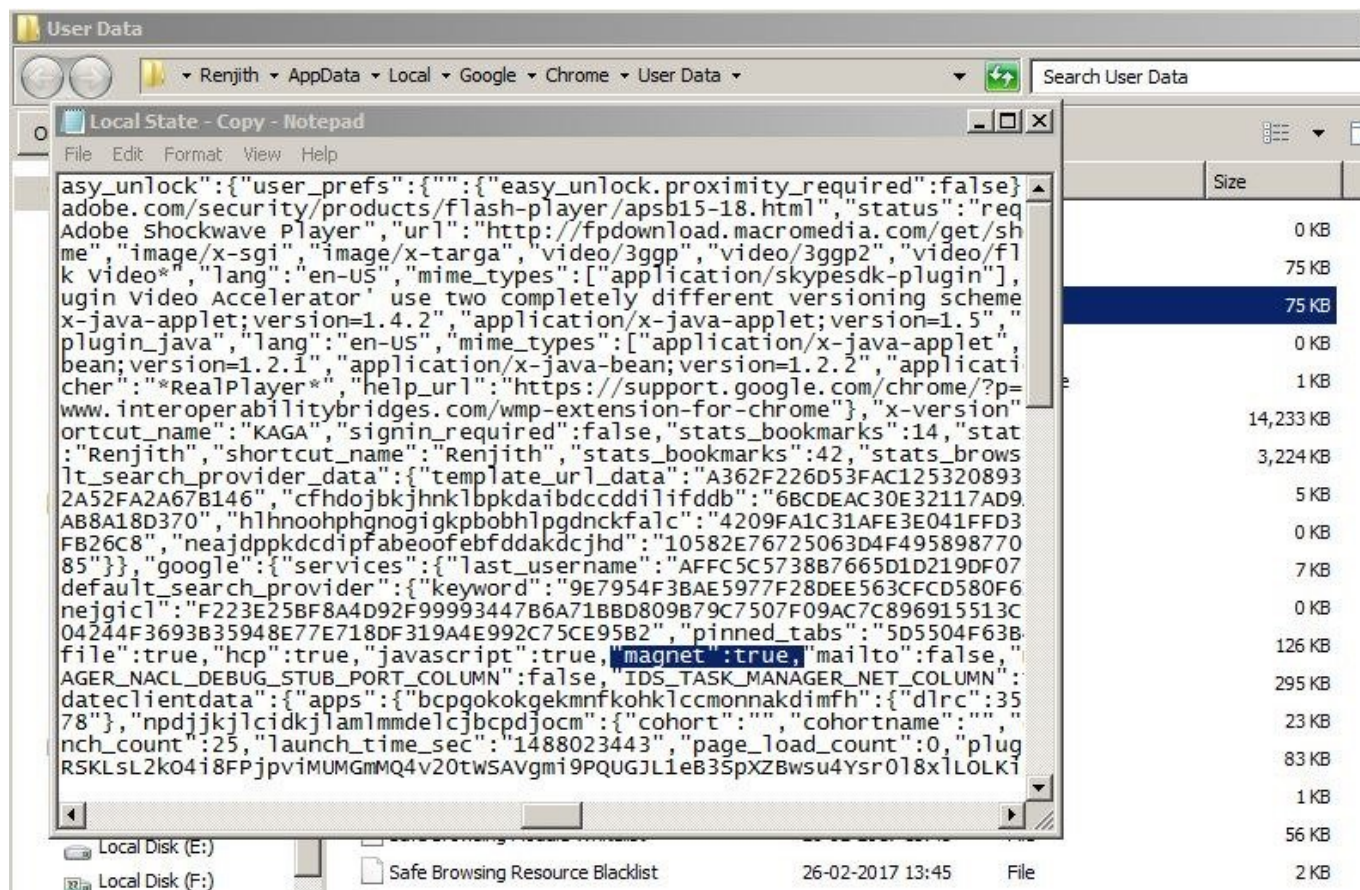 User Data
Renjith ▾ AppData ▾ Local ▾ Google ▾ Chrome ▾ User Data ▾
Search User Data
Local State - Copy - Notepad
File Edit Format View Help
asy_unlock":{"user_prefs":{"":{"easy_unlock.proximity_required":false}
adobe.com/security/products/flash-player/apsb15-18.html","status":"req
Adobe Shockwave Player","url":"http://fpdownload.macromedia.com/get/sh
me","image/x-sgi","image/x-targa","video/3gpp","video/3gpp2","video/fl
k Video*","lang":"en-US","mime_types":["application/skypesdk-plugin"],
ugin Video Accelerator' use two completely different versioning scheme
x-java-applet;version=1.4.2","application/x-java-applet;version=1.5","
plugin_java","lang":"en-US","mime_types":["application/x-java-applet",
bean;version=1.2.1","application/x-java-bean;version=1.2.2","applicati
cher":"*RealPlayer*","help_url":"https://support.google.com/chrome/?p=
www.interoperabilitybridges.com/wmp-extension-for-chrome"},"x-version"
ortcut_name":"KAGA","signin_required":false,"stats_bookmarks":14,"stat
:"Renjith","shortcut_name":"Renjith","stats_bookmarks":42,"stats_brows
lt_search_provider_data":{"template_url_data":"A362F226D53FAC125320893
2A52FA2A67B146","cfhdojbkjhnklbpkdaibdccddilifddb":"6BCDEAC30E32117AD9
AB8A18D370","hlhnoohphgnogigkpbobhlpgdnckfalc":"4209FA1C31AFE3E041FFD3
FB26C8","neajdppkdcdipfabeoofebfddakdcjhd":"10582E76725063D4F495898770
85"}},"google":{"services":{"last_username":"AFFC5C5738B7665D1D219DF07
default_search_provider":{"keyword":"9E7954F3BAE5977F28DEE563CFCD580F6
nejgicl":"F223E25BF8A4D92F99993447B6A71BBD809B79C7507F09AC7C896915513C
04244F3693B35948E77E718DF319A4E992C75CE95B2","pinned_tabs":"5D5504F63B
file":true,"hcp":true,"javascript":true,"magnet":true,"mailto":false,"
AGER_NACL_DEBUG_STUB_PORT_COLUMN":false,"IDS_TASK_MANAGER_NET_COLUMN":
dateclientdata":{"apps":{"bcpgokokgekmnfkohklccmonnakdimfh":{"dlrc":35
78"},"npdjjkjlcidkjlamlmmdelcjbcpdjocm":{"cohort":"","cohortname":"","
nch_count":25,"launch_time_sec":"1488023443","page_load_count":0,"plug
RSKLsL2kO4i8FPjpviMUMGmMQ4v20tWSAVgmi9PQUGJL1eB3SpXZBwsu4Ysr0l8xlLOLKi
Size
0 KB
75 KB
75 KB
0 KB
1 KB
14,233 KB
3,224 KB
5 KB
0 KB
7 KB
0 KB
126 KB
295 KB
23 KB
83 KB
1 KB
56 KB
Local Disk (E:)
Local Disk (F:)
Safe Browsing Resource Blacklist 26-02-2017 13:45 File 2 KB